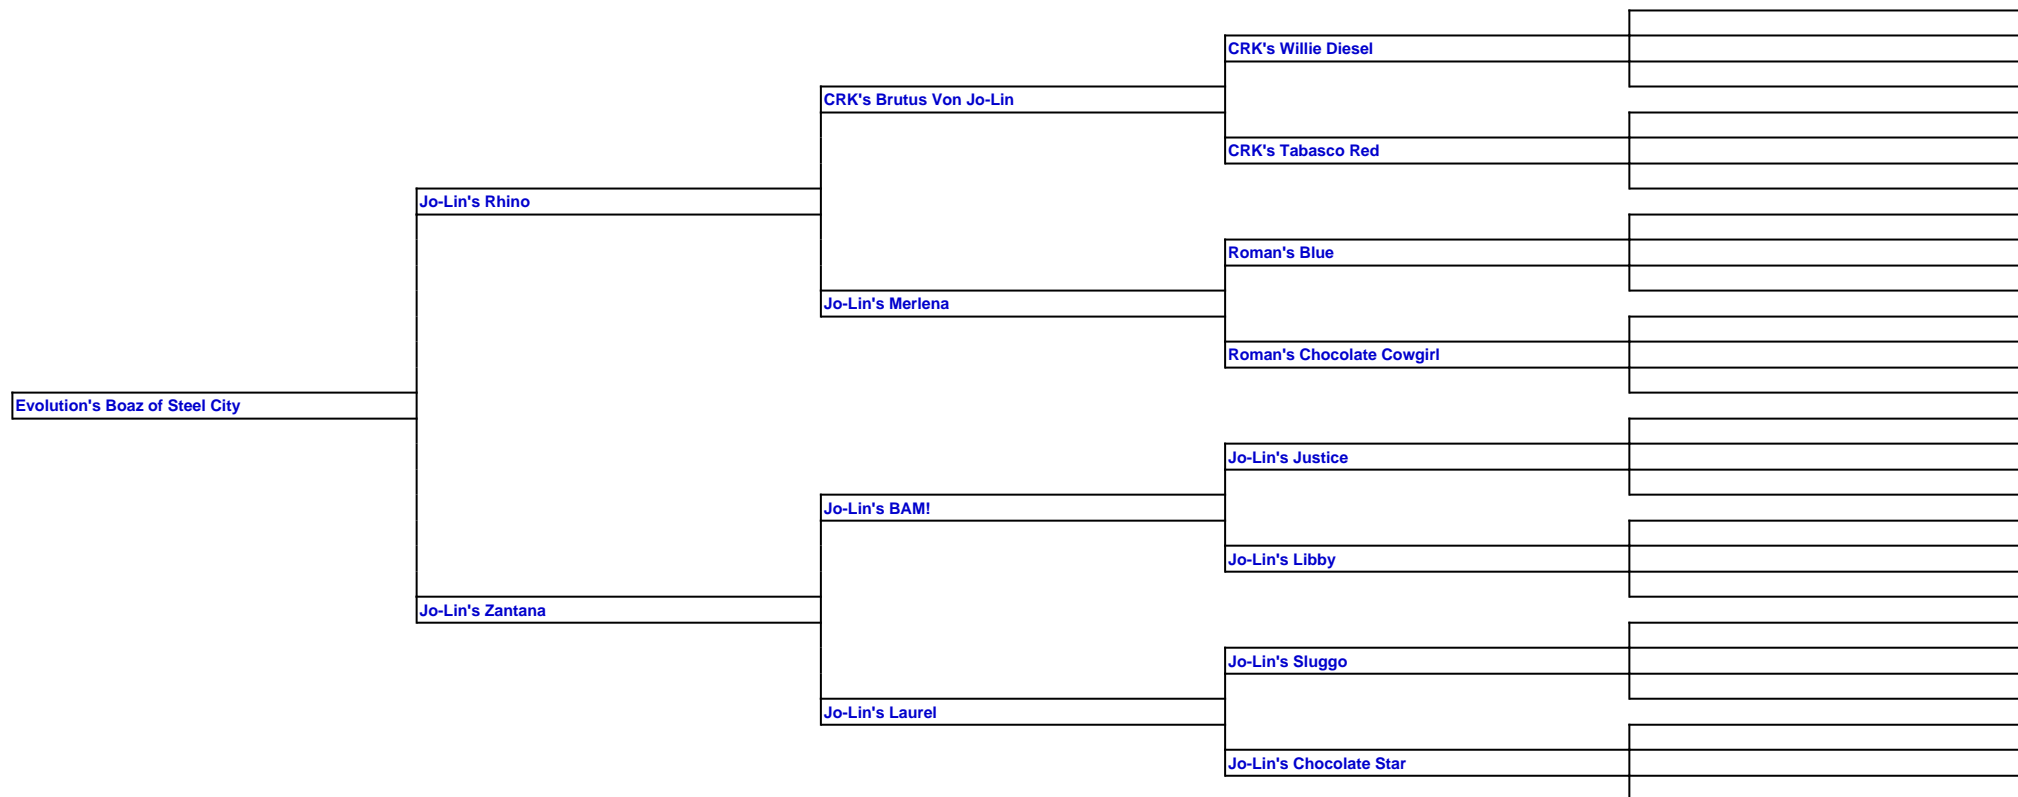 CRK's Willie Diesel
CRK's Brutus Von Jo-Lin
CRK's Tabasco Red
Jo-Lin's Rhino
Roman's Blue
Jo-Lin's Merlena
Roman's Chocolate Cowgirl
Evolution's Boaz of Steel City
Jo-Lin's Justice
Jo-Lin's BAM!
Jo-Lin's Libby
Jo-Lin's Zantana
Jo-Lin's Sluggo
Jo-Lin's Laurel
Jo-Lin's Chocolate Star